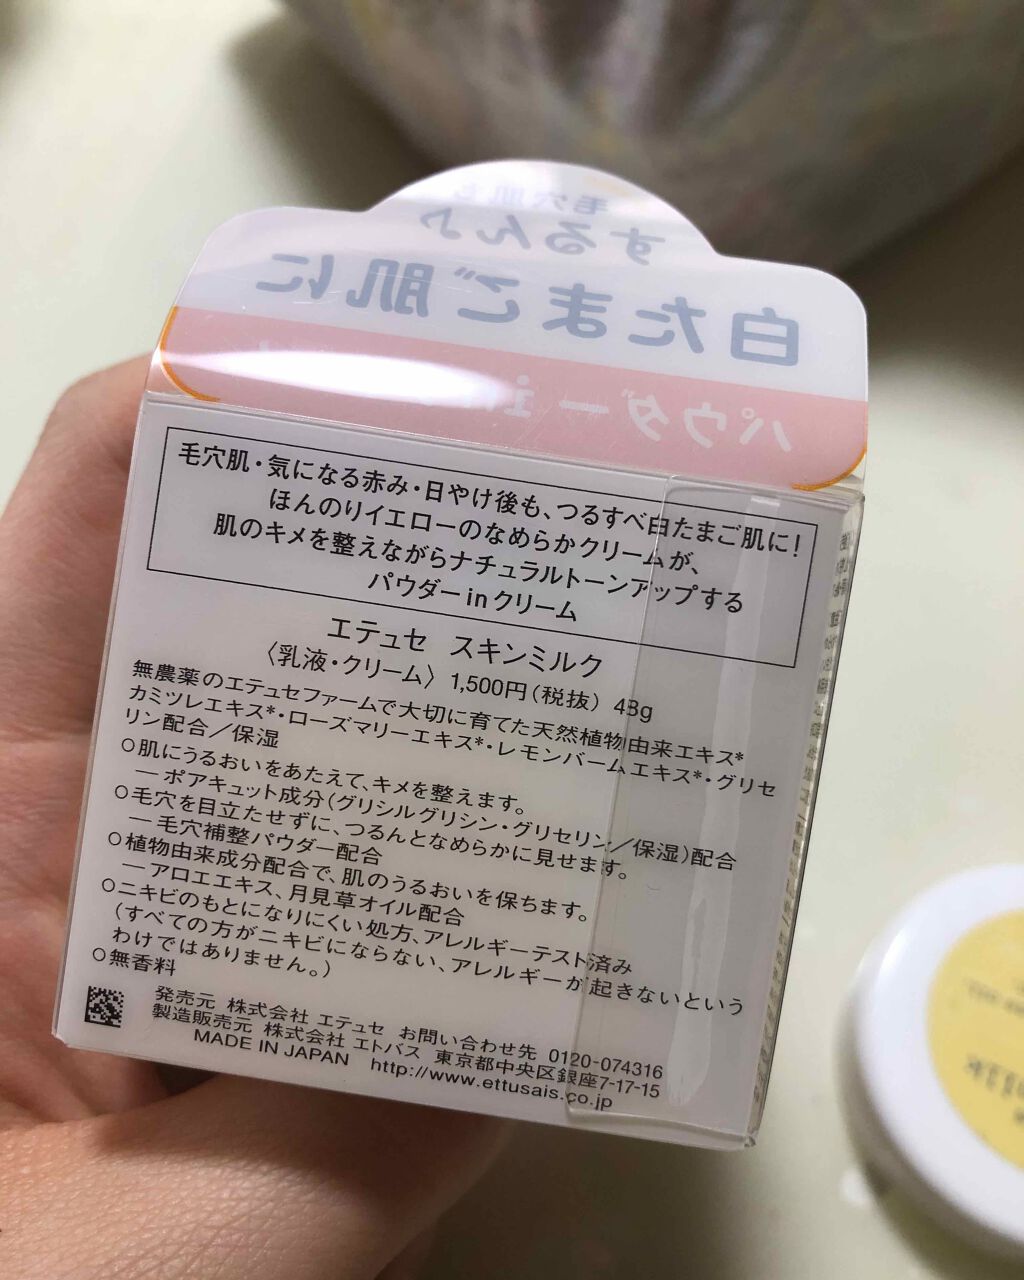 毛穴肌も
するん♪
白たまご肌に
パウダー in
毛穴肌・気になる赤み・日やけ後も、つるすべ白たまご肌に!
ほんのりイエローのなめらかクリームが、
肌のキメを整えながらナチュラルトーンアップする
パウダーinクリーム
エテュセ スキンミルク
〈乳液・クリーム〉 1,500円(税抜) 48g
無農薬のエテュセファームで大切に育てた天然植物由来エキス*
カミツレエキス*・ローズマリーエキス*・レモンバームエキス*・グリセ
リン配合/保湿
○肌にうるおいをあたえて、キメを整えます。
―ポアキュット成分(グリシルグリシン・グリセリン/保湿)配合
○毛穴を目立たせずに、つるんとなめらかに見せます。
―毛穴補整パウダー配合
○植物由来成分配合で、肌のうるおいを保ちます。
―アロエエキス、月見草オイル配合
○ニキビのもとになりにくい処方、アレルギーテスト済み
(すべての方がニキビにならない、アレルギーが起きないという
わけではありません。)
○無香料
発売元 株式会社 エテュセ お問い合わせ先 0120-074316
製造販売元 株式会社 エトバス 東京都中央区銀座7-17-15
MADE IN JAPAN http://www.ettusais.co.jp